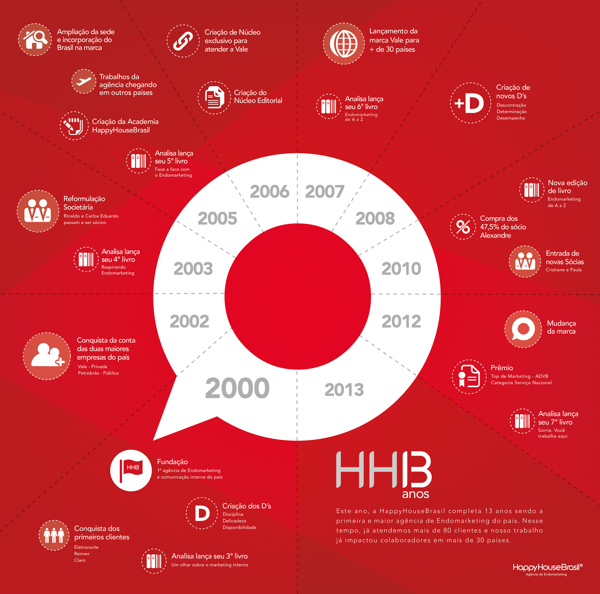 Ampliação da sede
e incorporação do
Brasil na marca
Trabalhos da
agência chegando
em outros países
Criação da Academia
HappyHouseBrasil
Analisa lança
seu 5º livro
Face a face com
o Endomarketing
Criação de Núcleo
exclusivo para
atender a Vale
Criação do
Núcleo Editorial
Lançamento da
marca Vale para
+ de 30 países
Analisa lança
seu 6º livro
Endomarketing
de A a Z
+D
Criação de
novos D's
Descontração
Determinação
Desempenho
Nova edição
de livro
Endomarketing
de A a Z
%
Compra dos
47,5% do sócio
Alexandre
Entrada de
novas Sócias
Cristiane e Paula
Reformulação
Societária
Rinaldo e Carlos Eduardo
passam a ser sócios
Analisa lança
seu 4º livro
Respirando
Endomarketing
Conquista da conta
das duas maiores
empresas do país
Vale - Privada
Petrobrás - Pública
2006
2007
2005
2008
2003
2010
2002
2012
2000
2013
Mudança
da marca
Prêmio
Top de Marketing - ADVB
Categoria Serviço Nacional
Analisa lança
seu 7º livro
Sorria. Você
trabalha aqui
HHB
Fundação
1ª agência de Endomarketing
e comunicação interna do país
D
Criação dos D's
Disciplina
Delicadeza
Disponibilidade
Conquista dos
primeiros clientes
Eletronorte
Renner
Claro
Analisa lança seu 3º livro
Um olhar sobre o marketing interno
HH13
anos
Este ano, a HappyHouseBrasil completa 13 anos sendo a
primeira e maior agência de Endomarketing do país. Nesse
tempo, já atendemos mais de 80 clientes e nosso trabalho
já impactou colaboradores em mais de 30 países.
HappyHouseBrasil®
Agência de Endomarketing